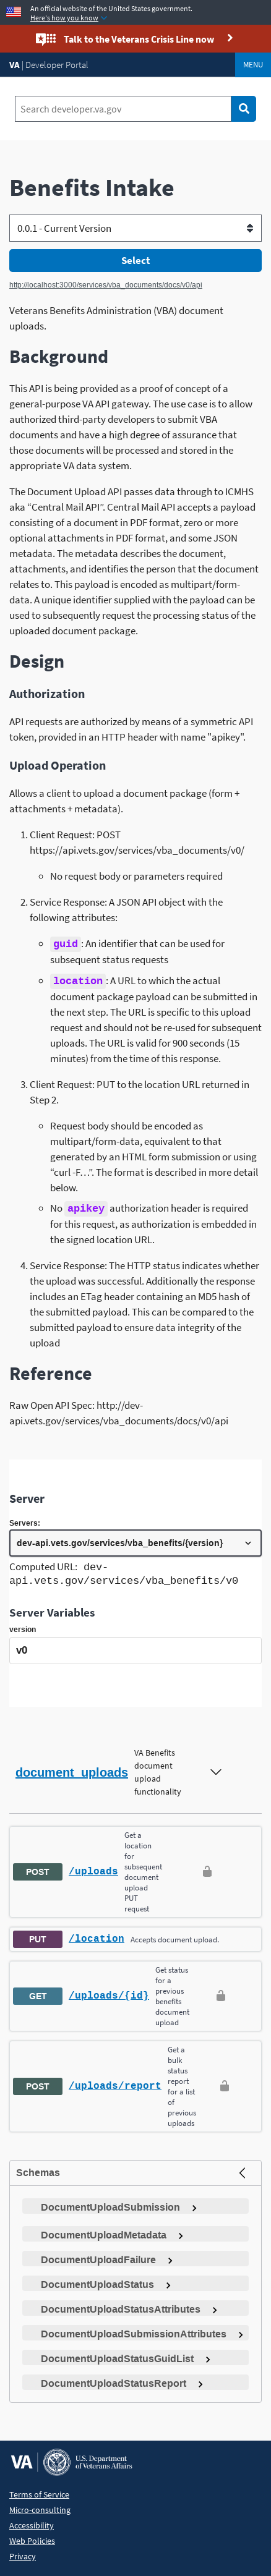 An official website of the United States government.
Here's how you know
Talk to the Veterans Crisis Line now
VA | Developer Portal
MENU
Search developer.va.gov
Benefits Intake
0.0.1 - Current Version
Select
http://localhost:3000/services/vba_documents/docs/v0/api
Veterans Benefits Administration (VBA) document
uploads.
Background
This API is being provided as a proof of concept of a
general-purpose VA API gateway. The use case is to allow
authorized third-party developers to submit VBA
documents and have a high degree of assurance that
those documents will be processed and stored in the
appropriate VA data system.
The Document Upload API passes data through to ICMHS
aka “Central Mail API”. Central Mail API accepts a payload
consisting of a document in PDF format, zero or more
optional attachments in PDF format, and some JSON
metadata. The metadata describes the document,
attachments, and identifies the person that the document
relates to. This payload is encoded as multipart/form-
data. A unique identifier supplied with the payload can be
used to subsequently request the processing status of the
uploaded document package.
Design
Authorization
API requests are authorized by means of a symmetric API
token, provided in an HTTP header with name "apikey".
Upload Operation
Allows a client to upload a document package (form +
attachments + metadata).
1. Client Request: POST
https://api.vets.gov/services/vba_documents/v0/
No request body or parameters required
2. Service Response: A JSON API object with the
following attributes:
guid: An identifier that can be used for
subsequent status requests
location: A URL to which the actual
document package payload can be submitted in
the next step. The URL is specific to this upload
request and should not be re-used for subsequent
uploads. The URL is valid for 900 seconds (15
minutes) from the time of this response.
3. Client Request: PUT to the location URL returned in
Step 2.
Request body should be encoded as
multipart/form-data, equivalent to that
generated by an HTML form submission or using
“curl -F…”. The format is described in more detail
below.
No apikey authorization header is required
for this request, as authorization is embedded in
the signed location URL.
4. Service Response: The HTTP status indicates whether
the upload was successful. Additionally the response
includes an ETag header containing an MD5 hash of
the submitted payload. This can be compared to the
submitted payload to ensure data integrity of the
upload
Reference
Raw Open API Spec: http://dev-
api.vets.gov/services/vba_documents/docs/v0/api
Server
Servers:
dev-api.vets.gov/services/vba_benefits/{version}
Computed URL: dev-
api.vets.gov/services/vba_benefits/v0
Server Variables
version
v0
document_uploads
VA Benefits
document
upload
functionality
POST
/uploads
Get a
location
for
subsequent
document
upload
PUT
request
PUT
/location
Accepts document upload.
GET
/uploads/{id}
Get status
for a
previous
benefits
document
upload
POST
/uploads/report
Get a
bulk
status
report
for a list
of
previous
uploads
Schemas
DocumentUploadSubmission
DocumentUploadMetadata
DocumentUploadFailure
DocumentUploadStatus
DocumentUploadStatusAttributes
DocumentUploadSubmissionAttributes
DocumentUploadStatusGuidList
DocumentUploadStatusReport
VA
U.S. Department
of Veterans Affairs
Terms of Service
Micro-consulting
Accessibility
Web Policies
Privacy